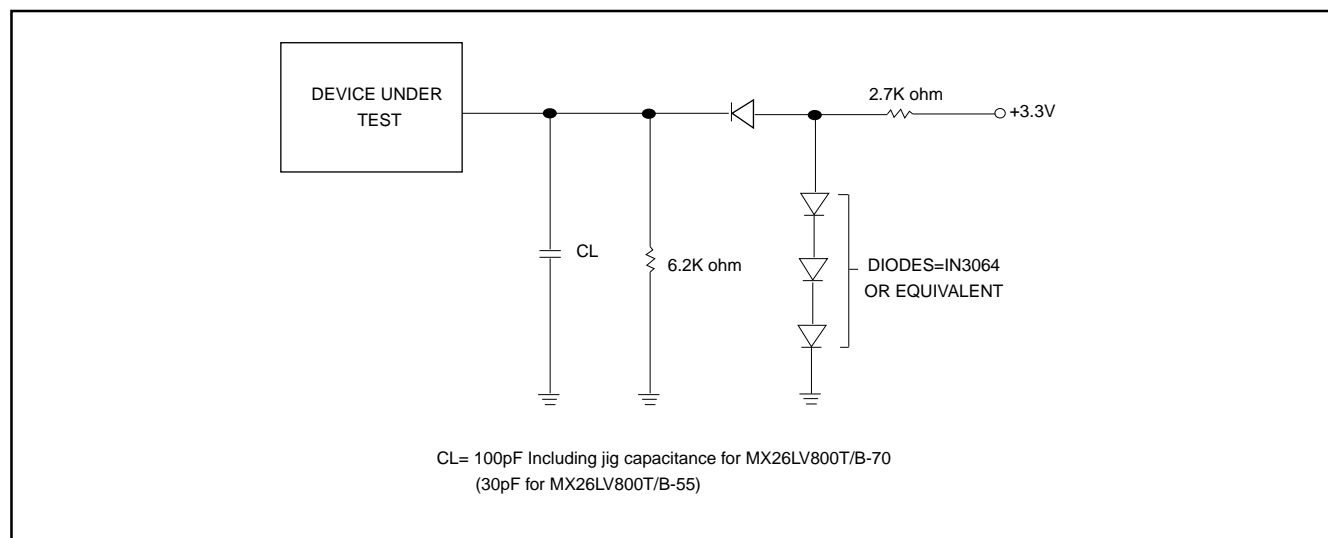 DEVICE UNDER
TEST
2.7K ohm
+3.3V
CL
6.2K ohm
DIODES=IN3064
OR EQUIVALENT
CL= 100pF Including jig capacitance for MX26LV800T/B-70
(30pF for MX26LV800T/B-55)